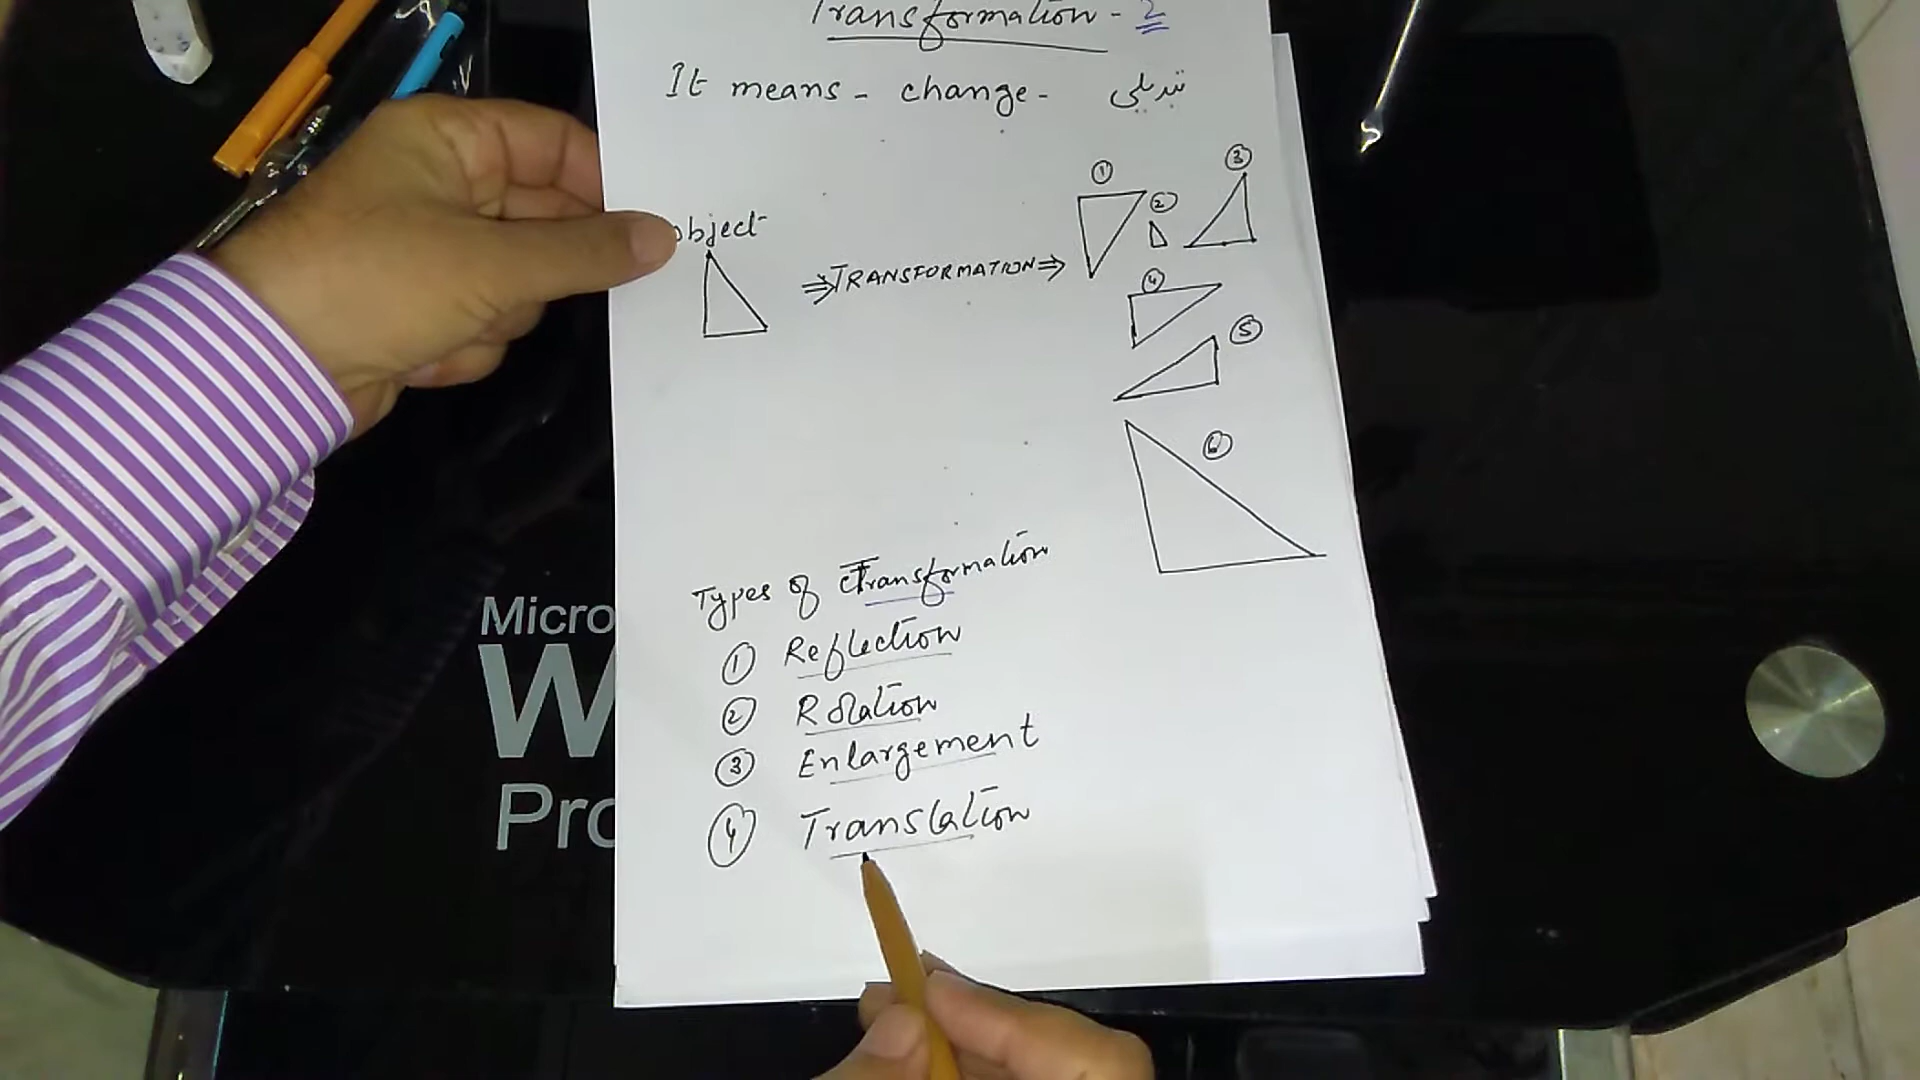 Transformation - 2
It means - change - تبدیلی
object
① ② ③
⇒ TRANSFORMATION ⇒
④
⑤
⑥
Types of Transformation
① Reflection
② Rotation
③ Enlargement
④ Translation
Micro
W
Pro